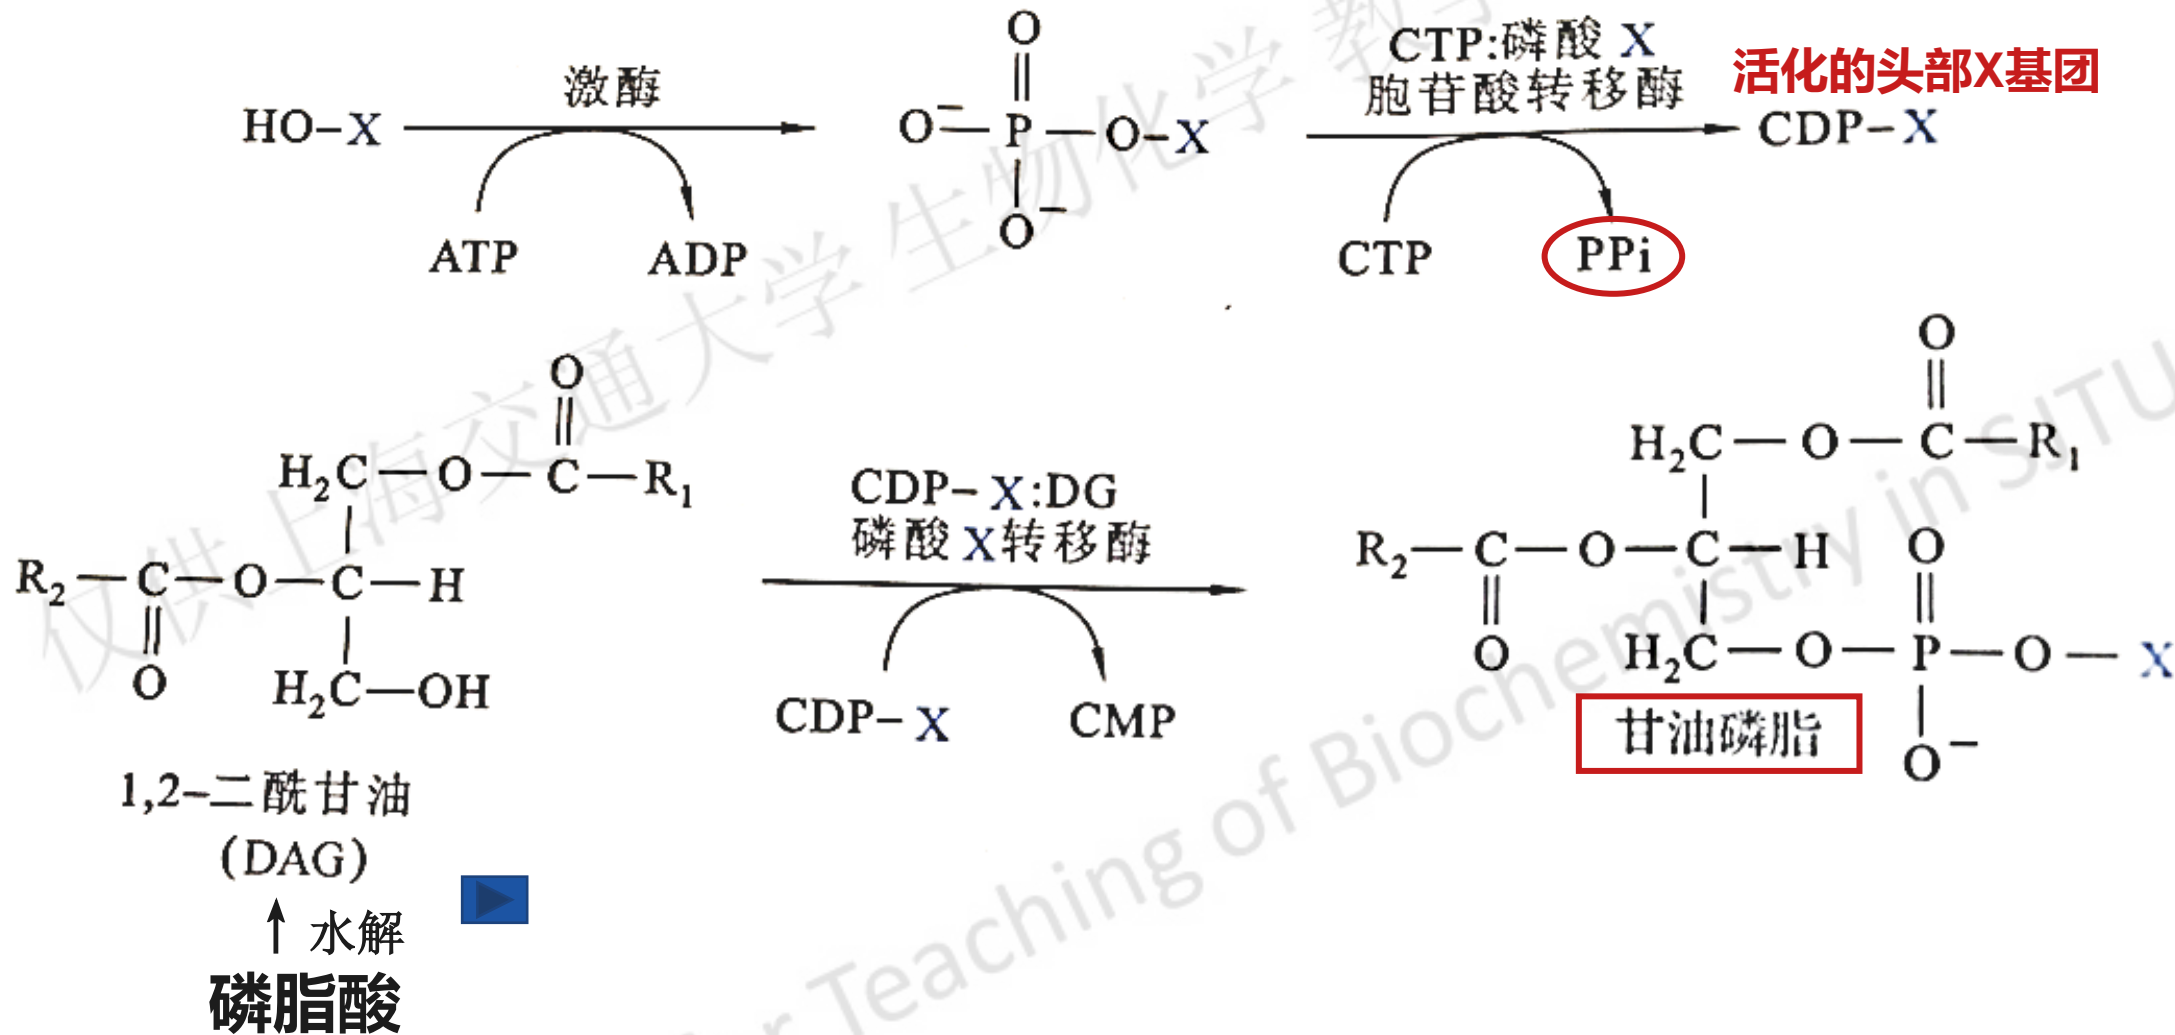 激酶
HO-X
ATP
ADP
O
O⁻-P-O-X
O⁻
CTP:磷酸 X
胞苷酸转移酶
CTP
PPi
活化的头部X基团
CDP-X
O
H₂C-O-C-R₁
R₂-C-O-C-H
O
H₂C-OH
1,2-二酰甘油
(DAG)
水解
磷脂酸
CDP-X:DG
磷酸X转移酶
CDP-X
CMP
O
H₂C-O-C-R₁
R₂-C-O-C-H
O
O
H₂C-O-P-O-X
O⁻
甘油磷脂
仅供上海交通大学生物化学教
r Teaching of Biochemistry in SJTU